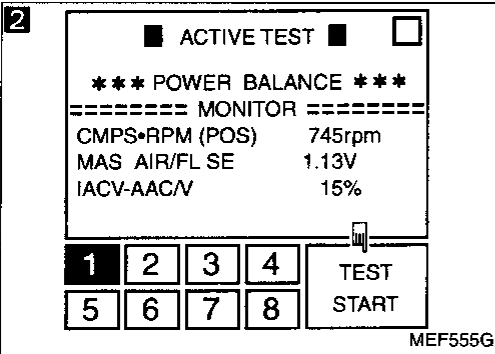 2
■ ACTIVE TEST ■ □
*** POWER BALANCE ***
======== MONITOR ========
CMPS•RPM (POS) 745rpm
MAS AIR/FL SE 1.13V
IACV-AAC/V 15%
1 2 3 4 TEST
5 6 7 8 START
MEF555G